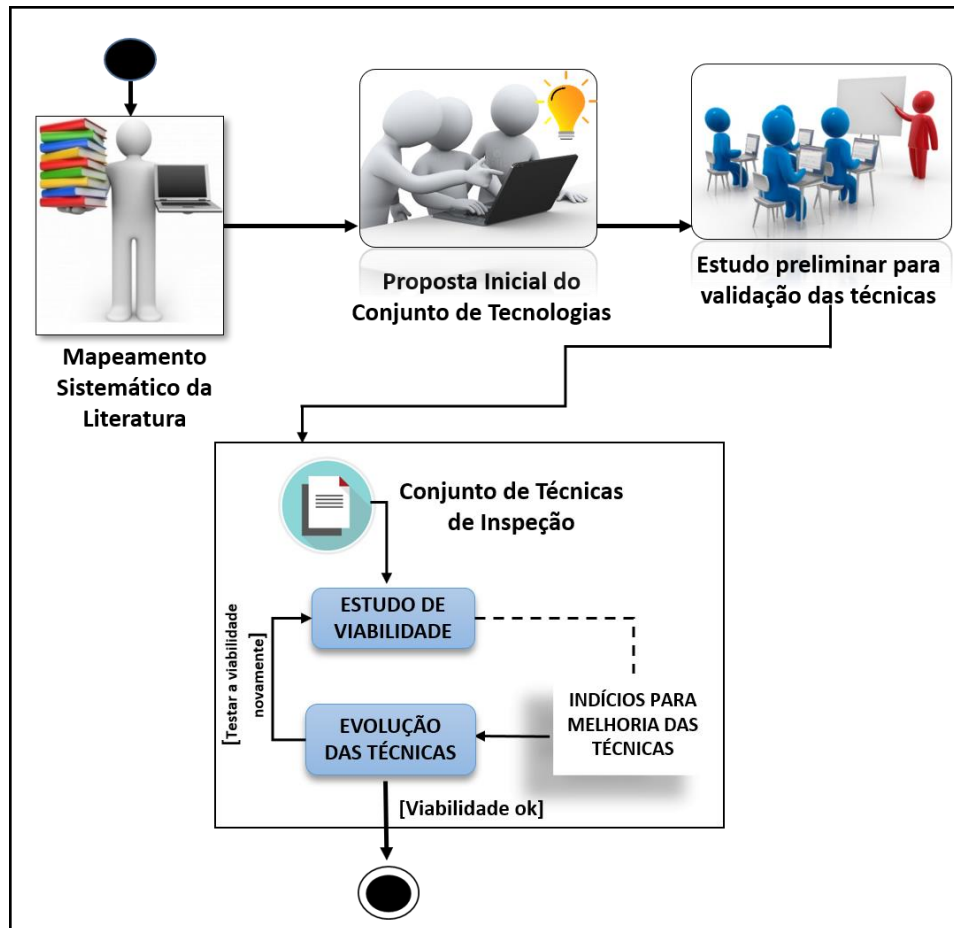 Mapeamento
Sistemático da
Literatura
Proposta Inicial do
Conjunto de Tecnologias
Estudo preliminar para
validação das técnicas
Conjunto de Técnicas
de Inspeção
ESTUDO DE
VIABILIDADE
[Testar a viabilidade
novamente]
INDÍCIOS PARA
MELHORIA DAS
TÉCNICAS
EVOLUÇÃO
DAS TÉCNICAS
[Viabilidade ok]